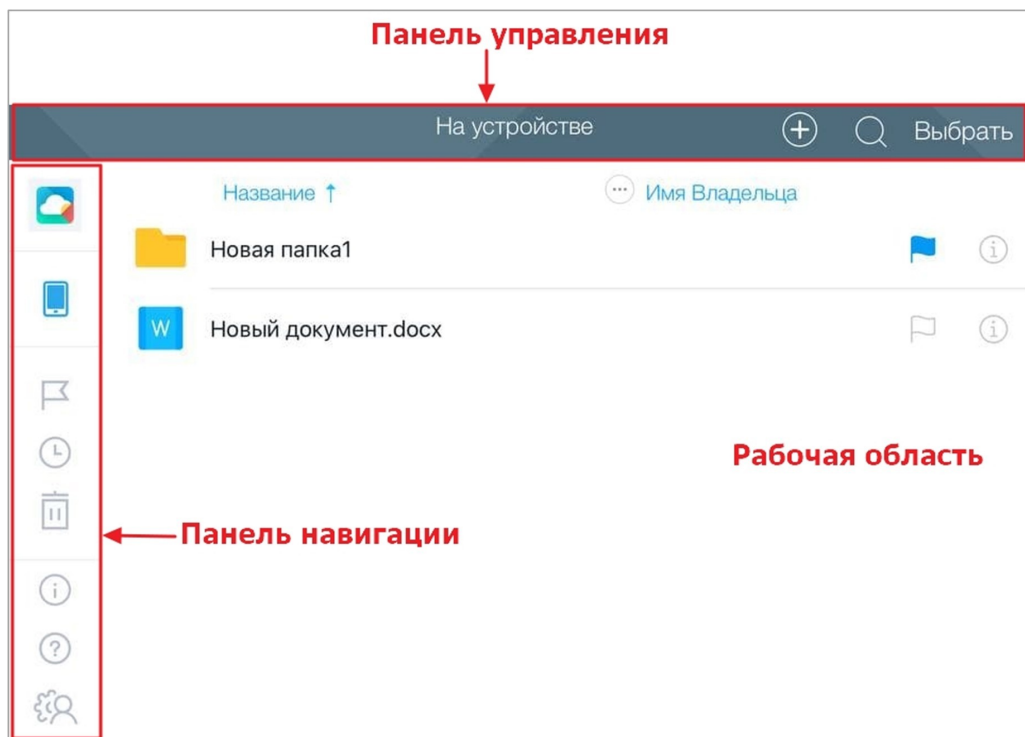 Панель управления
На устройстве
Выбрать
Название ↑
Имя Владельца
Новая папка1
W
Новый документ.docx
Рабочая область
Панель навигации